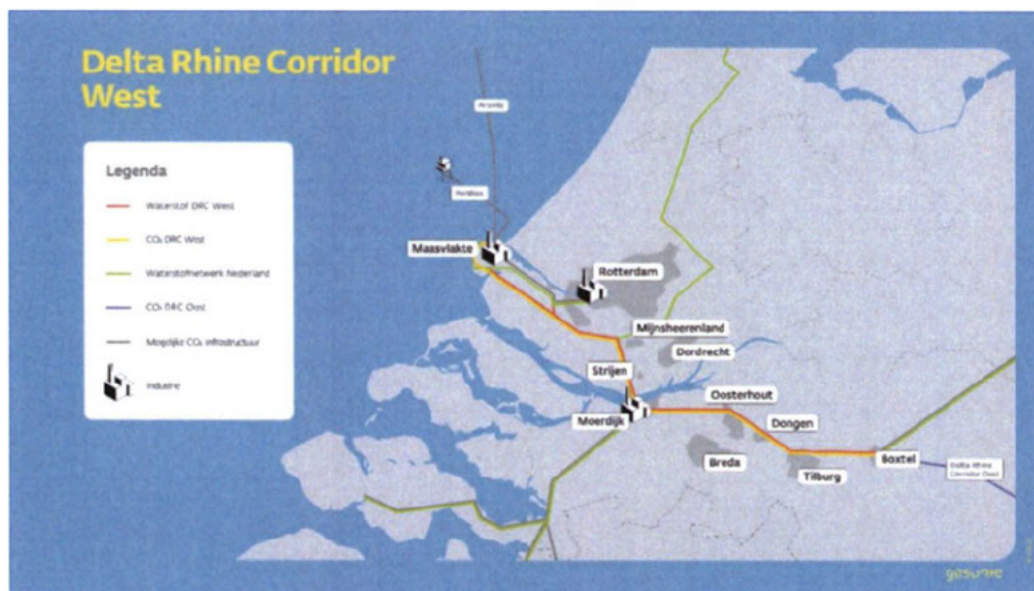 Delta Rhine Corridor
West
Legenda
Waterstof DRC West
CO₂ DRC West
Waterstofnetwerk Nederland
CO₂ DRC Oost
Mogelijke CO₂ infrastructuur
Industrie
Aramis
Porthos
Maasvlakte
Rotterdam
Mijnsheerenland
Dordrecht
Strijen
Moerdijk
Oosterhout
Dongen
Breda
Tilburg
Boxtel
Delta Rhine
Corridor Oost
gasunie